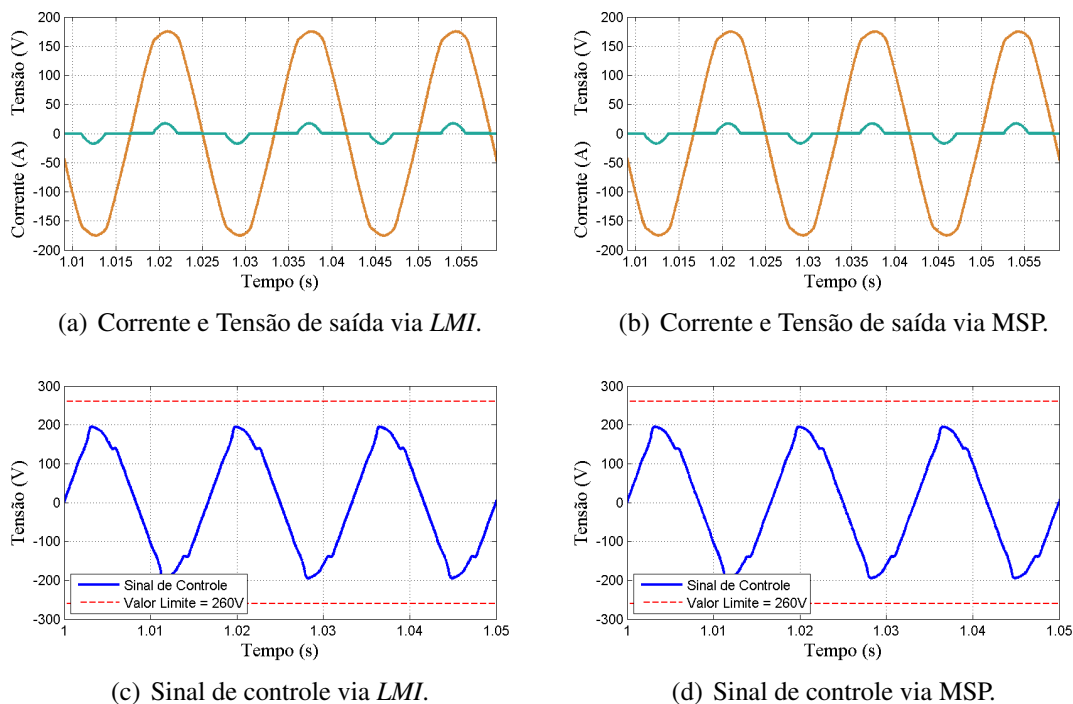 Corrente (A)    Tensão (V)
200
150
100
50
0
-50
-100
-150
-200
1.01 1.015 1.02 1.025 1.03 1.035 1.04 1.045 1.05 1.055
Tempo (s)
(a) Corrente e Tensão de saída via LMI.
Corrente (A)    Tensão (V)
200
150
100
50
0
-50
-100
-150
-200
1.01 1.015 1.02 1.025 1.03 1.035 1.04 1.045 1.05 1.055
Tempo (s)
(b) Corrente e Tensão de saída via MSP.
Tensão (V)
300
200
100
0
-100
-200
-300
Sinal de Controle
Valor Limite = 260V
1 1.01 1.02 1.03 1.04 1.05
Tempo (s)
(c) Sinal de controle via LMI.
Tensão (V)
300
200
100
0
-100
-200
-300
Sinal de Controle
Valor Limite = 260V
1 1.01 1.02 1.03 1.04 1.05
Tempo (s)
(d) Sinal de controle via MSP.